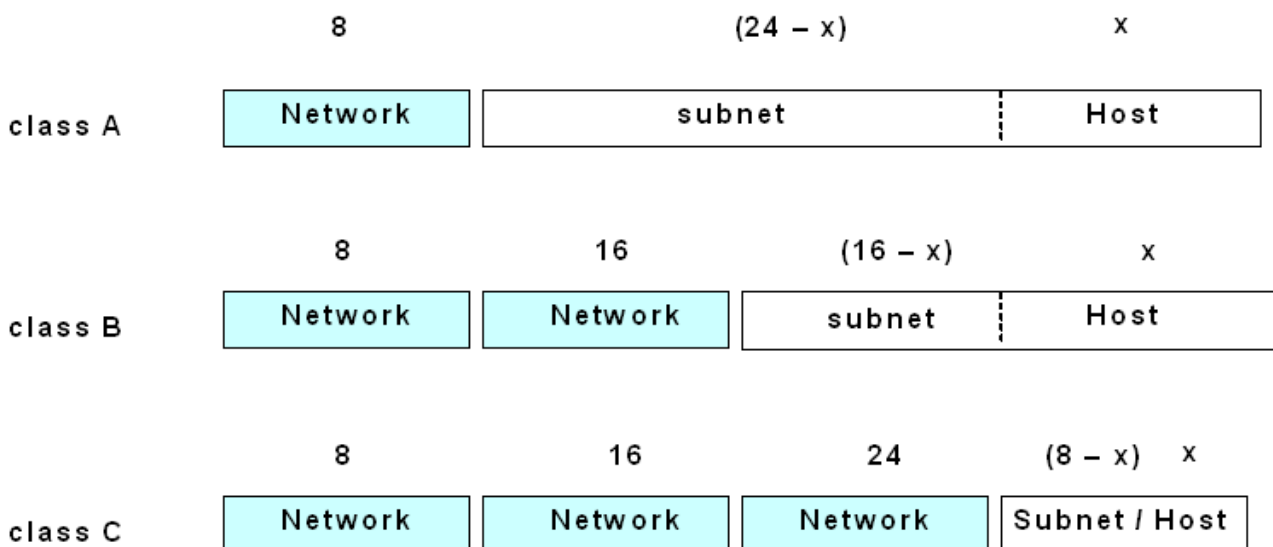 8 (24 – x) x
class A Network subnet Host
8 16 (16 – x) x
class B Network Network subnet Host
8 16 24 (8 – x) x
class C Network Network Network Subnet / Host